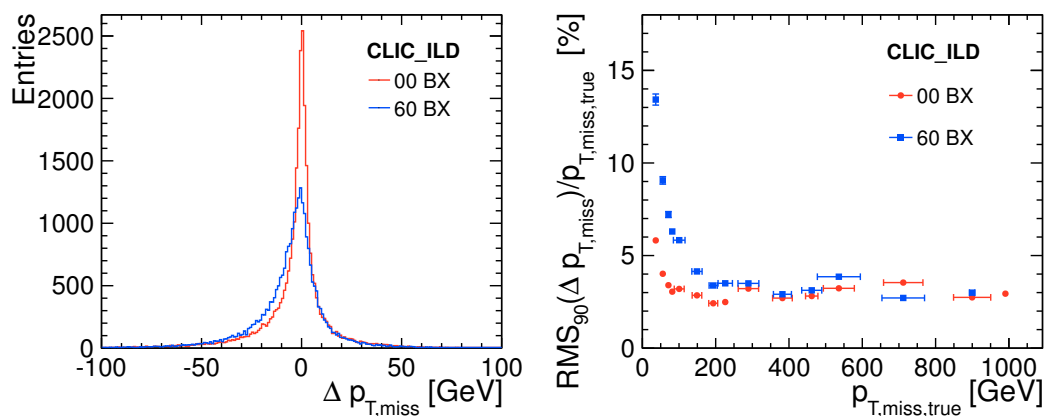 Entries
2500
2000
1500
1000
500
0
CLIC_ILD
00 BX
60 BX
-100 -50 0 50 100
Δ p_T,miss [GeV]
RMS_90(Δ p_T,miss)/p_T,miss,true [%]
15
10
5
0
CLIC_ILD
00 BX
60 BX
0 200 400 600 800 1000
p_T,miss,true [GeV]